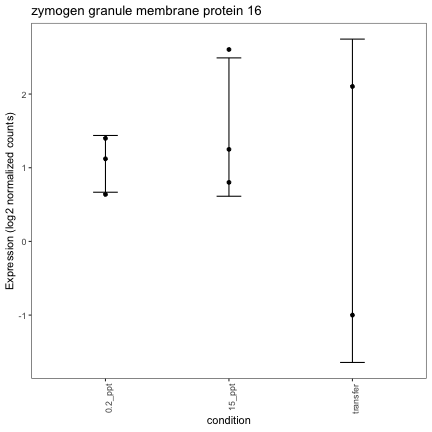 zymogen granule membrane protein 16
Expression (log2 normalized counts)
2
1
0
-1
0.2_ppt
15_ppt
transfer
condition